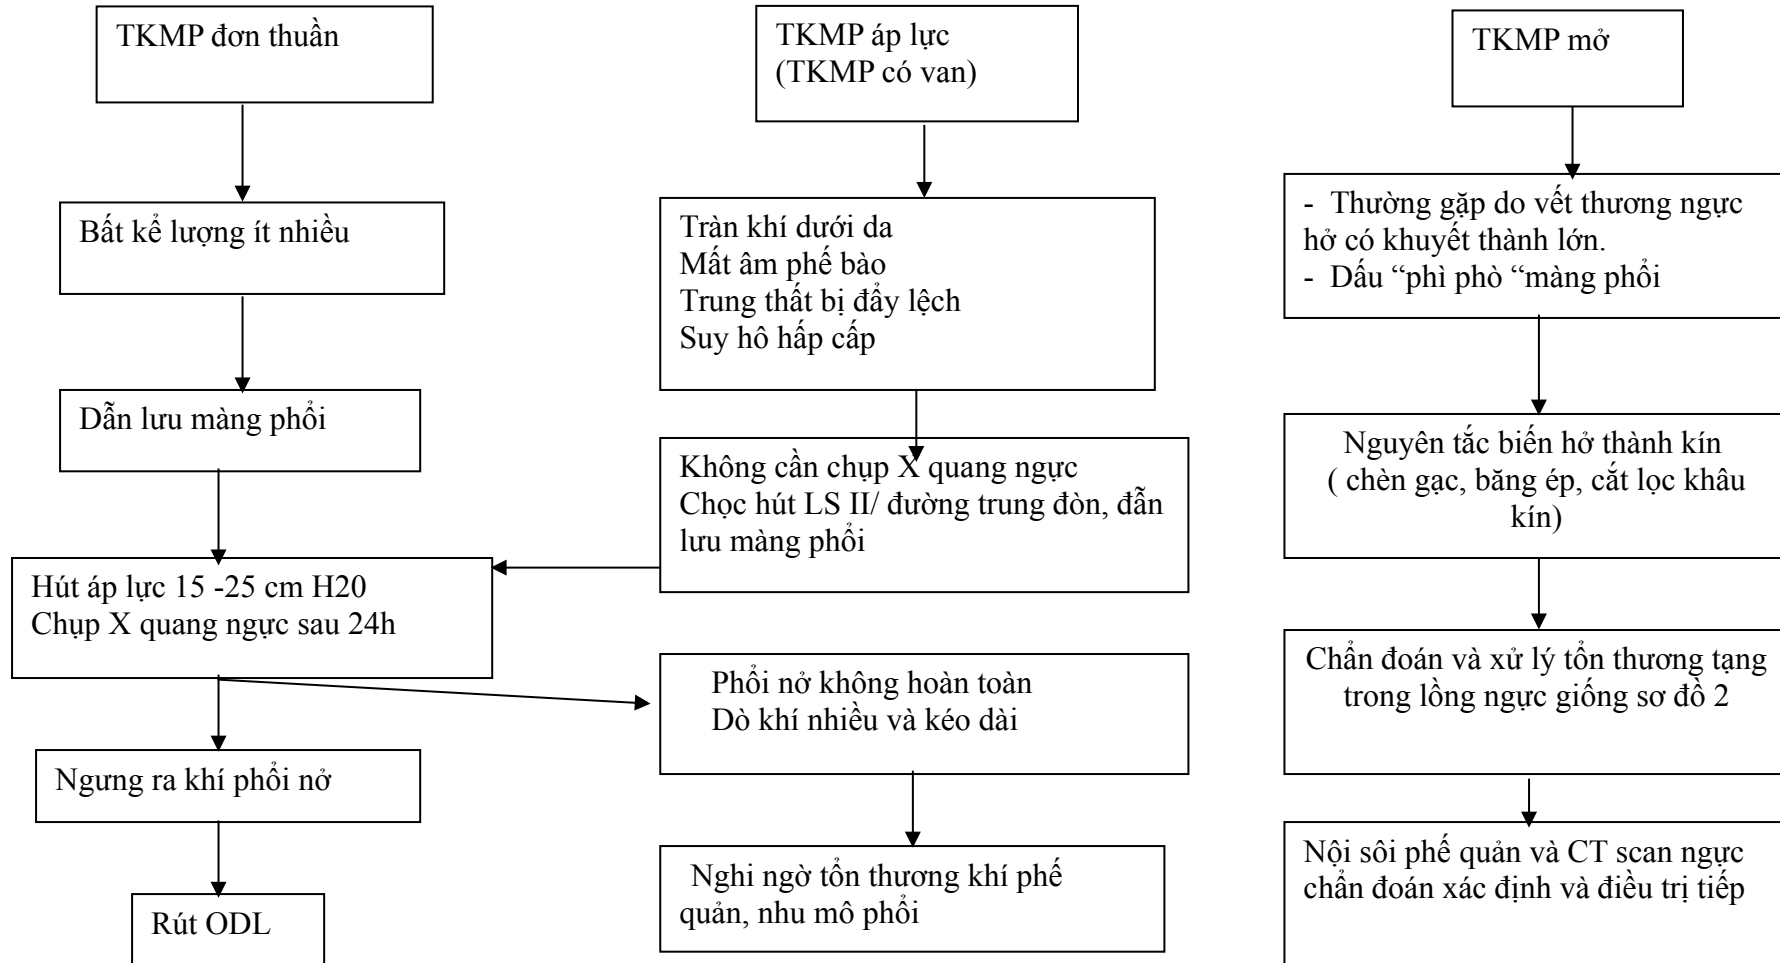 TKMP đơn thuần
Bất kể lượng ít nhiều
Dẫn lưu màng phổi
Hút áp lực 15 -25 cm H20
Chụp X quang ngực sau 24h
Ngưng ra khí phổi nở
Rút ODL
TKMP áp lực
(TKMP có van)
Tràn khí dưới da
Mất âm phế bào
Trung thất bị đẩy lệch
Suy hô hấp cấp
Không cần chụp X quang ngực
Chọc hút LS II/ đường trung đòn, đẫn
lưu màng phổi
Phổi nở không hoàn toàn
Dò khí nhiều và kéo dài
Nghi ngờ tổn thương khí phế
quản, nhu mô phổi
TKMP mở
- Thường gặp do vết thương ngực
hở có khuyết thành lớn.
- Dấu “phì phò “màng phổi
Nguyên tắc biến hở thành kín
( chèn gạc, băng ép, cắt lọc khâu
kín)
Chẩn đoán và xử lý tổn thương tạng
trong lồng ngực giống sơ đồ 2
Nội sôi phế quản và CT scan ngực
chẩn đoán xác định và điều trị tiếp